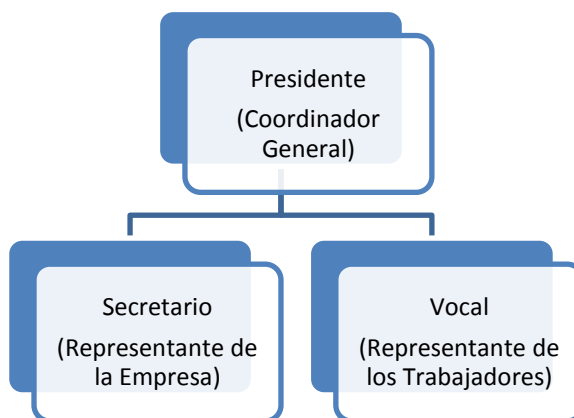 Presidente
(Coordinador
General)
Secretario
(Representante de
la Empresa)
Vocal
(Representante de
los Trabajadores)